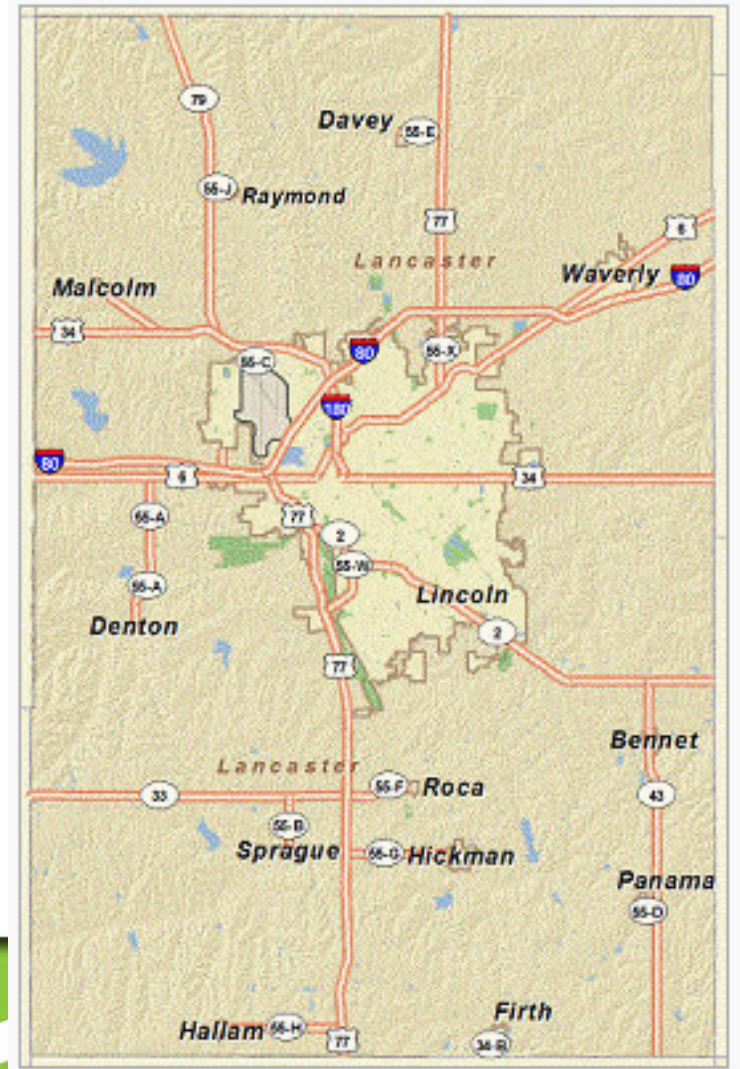 79
Davey
55-E
55-J
Raymond
77
6
Lancaster
Waverly
80
Malcolm
34
80
55-X
55-C
180
80
6
34
55-A
77
2
55-W
55-A
Lincoln
Denton
2
77
Bennet
Lancaster
33
55-F
Roca
43
55-B
Sprague
55-G
Hickman
Panama
55-D
Firth
Hallam
55-H
77
34-B